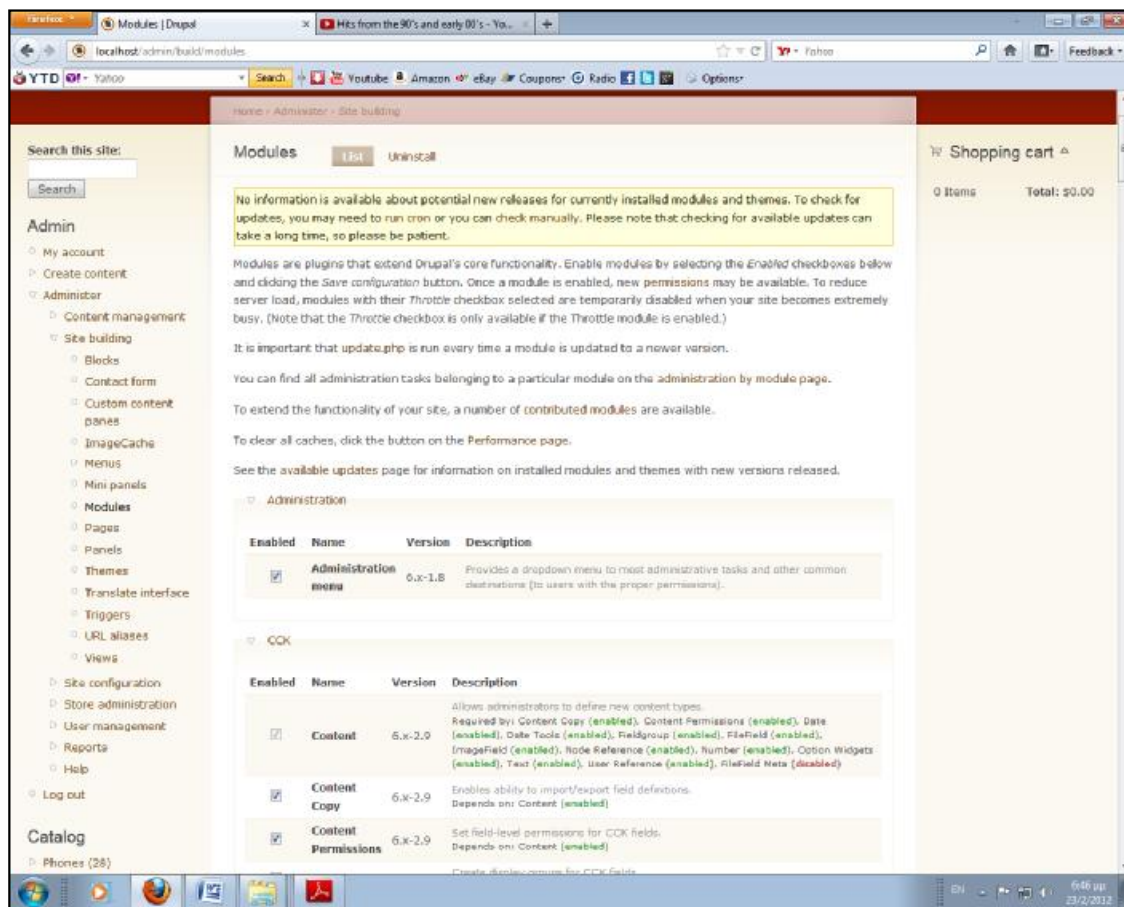 Firefox
Modules | Drupal
Hits from the 90's and early 00's - Yo...
localhost/admin/build/modules
Yahoo
Feedback
YTD
Yahoo
Search
Youtube
Amazon
eBay
Coupons
Radio
Options
Home › Administer › Site building
Search this site:
Search
Admin
My account
Create content
Administer
Content management
Site building
Blocks
Contact form
Custom content
panes
ImageCache
Menus
Mini panels
Modules
Pages
Panels
Themes
Translate interface
Triggers
URL aliases
Views
Site configuration
Store administration
User management
Reports
Help
Log out
Catalog
Phones (28)
Modules
List
Uninstall
No information is available about potential new releases for currently installed modules and themes. To check for
updates, you may need to run cron or you can check manually. Please note that checking for available updates can
take a long time, so please be patient.
Modules are plugins that extend Drupal's core functionality. Enable modules by selecting the Enabled checkboxes below
and clicking the Save configuration button. Once a module is enabled, new permissions may be available. To reduce
server load, modules with their Throttle checkbox selected are temporarily disabled when your site becomes extremely
busy. (Note that the Throttle checkbox is only available if the Throttle module is enabled.)
It is important that update.php is run every time a module is updated to a newer version.
You can find all administration tasks belonging to a particular module on the administration by module page.
To extend the functionality of your site, a number of contributed modules are available.
To clear all caches, click the button on the Performance page.
See the available updates page for information on installed modules and themes with new versions released.
Administration
Enabled Name Version Description
Administration
menu
6.x-1.8
Provides a dropdown menu to most administrative tasks and other common
destinations (to users with the proper permissions).
CCK
Enabled Name Version Description
Content 6.x-2.9
Allows administrators to define new content types.
Required by: Content Copy (enabled), Content Permissions (enabled), Date
(enabled), Date Tools (enabled), Fieldgroup (enabled), FileField (enabled),
ImageField (enabled), Node Reference (enabled), Number (enabled), Option Widgets
(enabled), Text (enabled), User Reference (enabled), FileField Meta (disabled)
Content
Copy
6.x-2.9
Enables ability to import/export field definitions.
Depends on: Content (enabled)
Content
Permissions
6.x-2.9
Set field-level permissions for CCK fields.
Depends on: Content (enabled)
Create display groups for CCK fields.
Shopping cart
0 Items Total: $0.00
EN
6:46 μμ
23/2/2012